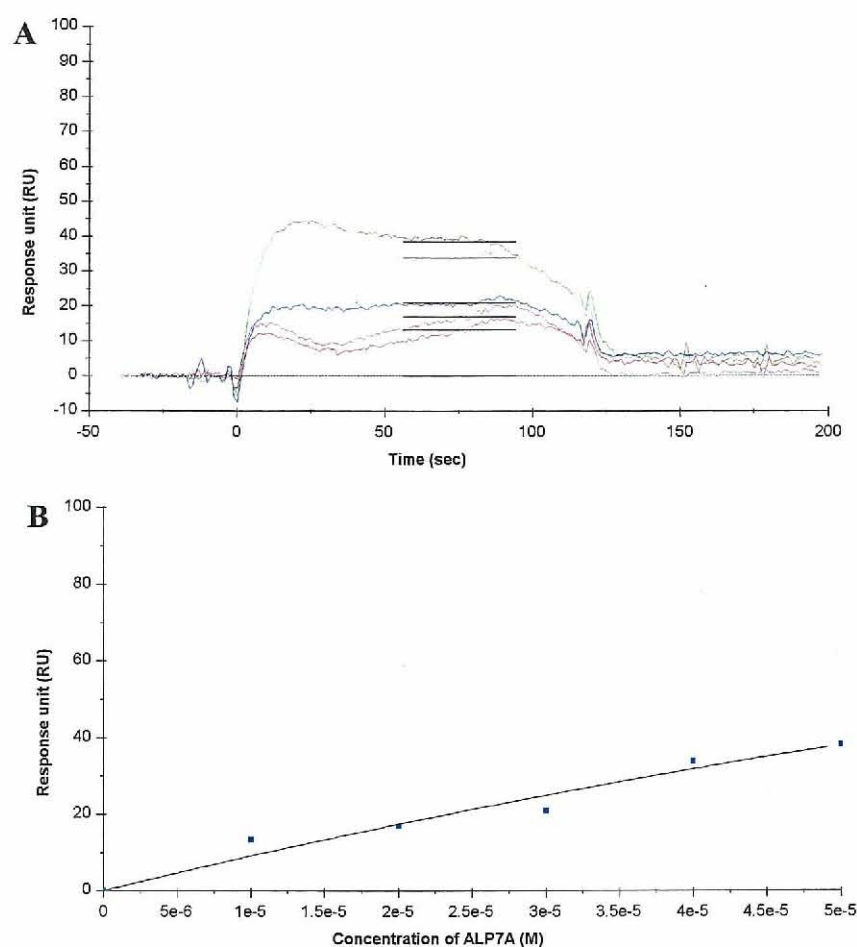 A
100
90
80
70
60
50
40
30
20
10
0
-10
Response unit (RU)
-50 0 50 100 150 200
Time (sec)
B
100
80
60
40
20
0
Response unit (RU)
0 5e-6 1e-5 1.5e-5 2e-5 2.5e-5 3e-5 3.5e-5 4e-5 4.5e-5 5e-5
Concentration of ALP7A (M)